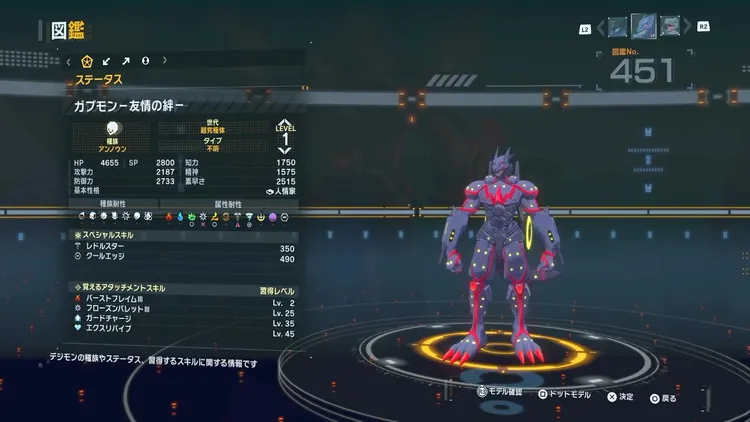 図鑑
L2
R2
図鑑No.
451
ステータス
ガブモン－友情の絆－
種族
アンノウン
世代
超究極体
タイプ
不明
LEVEL
1
HP 4655 SP 2800 知力 1750
攻撃力 2187 精神 1575
防御力 2733 素早さ 2515
基本性格 人情家
種族耐性 属性耐性
スペシャルスキル
レドルスター 350
クールエッジ 490
覚えるアタッチメントスキル 習得レベル
バーストフレイムⅢ Lv. 2
フローズンバレットⅢ Lv. 25
ガードチャージ Lv. 35
エクスリバイブ Lv. 45
デジモンの種族やステータス、習得するスキルに関する情報です
モデル確認 ドットモデル 決定 戻る